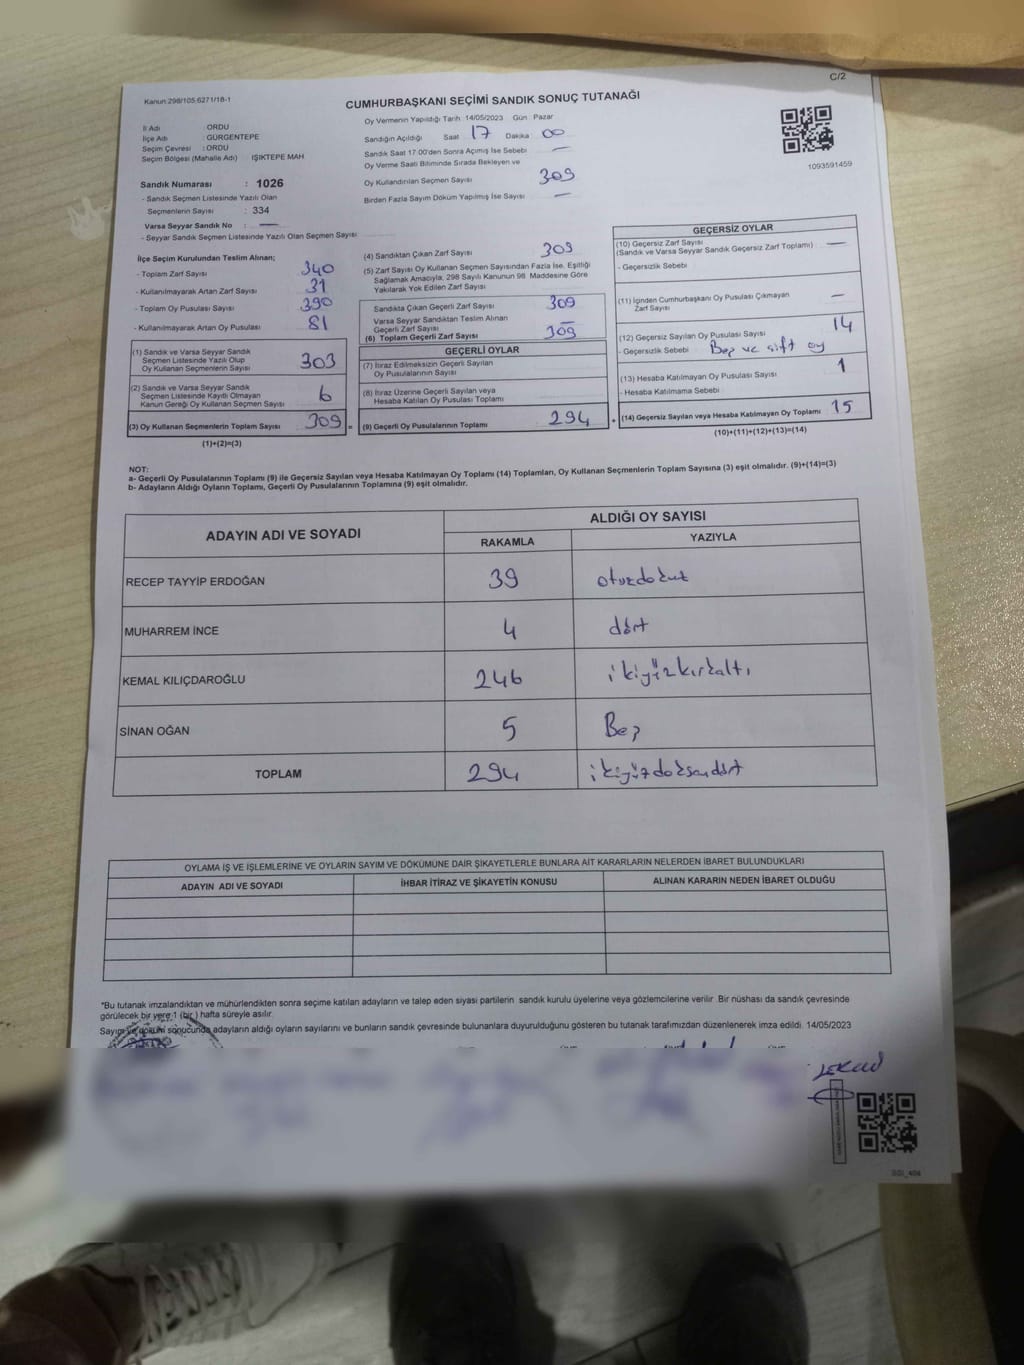 C/2
Kanun 298/105,6271/18-1
CUMHURBAŞKANI SEÇİMİ SANDIK SONUÇ TUTANAĞI
Oy Vermenin Yapıldığı Tarih :14/05/2023 Gün : Pazar
İl Adı : ORDU
İlçe Adı : GÜRGENTEPE
Seçim Çevresi : ORDU
Seçim Bölgesi (Mahalle Adı) IŞIKTEPE MAH
Sandık Numarası : 1026
- Sandık Seçmen Listesinde Yazılı Olan
Seçmenlerin Sayısı : 334
Varsa Seyyar Sandık No : —
- Seyyar Sandık Seçmen Listesinde Yazılı Olan Seçmen Sayısı
Sandığın Açıldığı Saat 17 Dakika : 00
Sandık Saat 17:00'den Sonra Açımış İse Sebebi —
Oy Verme Saati Bitiminde Sırada Bekleyen ve
Oy Kullandırılan Seçmen Sayısı 309
Birden Fazla Sayım Döküm Yapılmış İse Sayısı —
1093591459
İlçe Seçim Kurulundan Teslim Alınan;
- Toplam Zarf Sayısı 340
- Kullanılmayarak Artan Zarf Sayısı 31
- Toplam Oy Pusulası Sayısı 390
- Kullanılmayarak Artan Oy Pusulası 81
(1) Sandık ve Varsa Seyyar Sandık
Seçmen Listesinde Yazılı Olup
Oy Kullanan Seçmenlerin Sayısı 303
(2) Sandık ve Varsa Seyyar Sandık
Seçmen Listesinde Kayıtlı Olmayan
Kanun Gereği Oy Kullanan Seçmen Sayısı 6
(3) Oy Kullanan Seçmenlerin Toplam Sayısı 309 =
(1)+(2)=(3)
(4) Sandıktan Çıkan Zarf Sayısı 309
(5) Zarf Sayısı Oy Kullanan Seçmen Sayısından Fazla İse, Eşitliği
Sağlamak Amacıyla, 298 Sayılı Kanunun 98. Maddesine Göre
Yakılarak Yok Edilen Zarf Sayısı
Sandıkta Çıkan Geçerli Zarf Sayısı 309
Varsa Seyyar Sandıktan Teslim Alınan
Geçerli Zarf Sayısı —
(6) Toplam Geçerli Zarf Sayısı 309
GEÇERLİ OYLAR
(7) İtiraz Edilmeksizin Geçerli Sayılan
Oy Pusulalarının Sayısı
(8) İtiraz Üzerine Geçerli Sayılan veya
Hesaba Katılan Oy Pusulası Toplamı
(9) Geçerli Oy Pusulalarının Toplamı 294 +
GEÇERSİZ OYLAR
(10) Geçersiz Zarf Sayısı —
(Sandık ve Varsa Seyyar Sandık Geçersiz Zarf Toplamı)
- Geçersizlik Sebebi
(11) İçinden Cumhurbaşkanı Oy Pusulası Çıkmayan
Zarf Sayısı —
(12) Geçersiz Sayılan Oy Pusulası Sayısı 14
- Geçersizlik Sebebi Boş ve çift oy
(13) Hesaba Katılmayan Oy Pusulası Sayısı 1
- Hesaba Katılmama Sebebi
(14) Geçersiz Sayılan veya Hesaba Katılmayan Oy Toplamı 15
(10)+(11)+(12)+(13)=(14)
NOT:
a- Geçerli Oy Pusulalarının Toplamı (9) ile Geçersiz Sayılan veya Hesaba Katılmayan Oy Toplamı (14) Toplamları, Oy Kullanan Seçmenlerin Toplam Sayısına (3) eşit olmalıdır. (9)+(14)=(3)
b- Adayların Aldığı Oyların Toplamı, Geçerli Oy Pusulalarının Toplamına (9) eşit olmalıdır.
ADAYIN ADI VE SOYADI
ALDIĞI OY SAYISI
RAKAMLA YAZIYLA
RECEP TAYYİP ERDOĞAN 39 otuzdokuz
MUHARREM İNCE 4 dört
KEMAL KILIÇDAROĞLU 246 ikiyüzkırkaltı
SİNAN OĞAN 5 Beş
TOPLAM 294 ikiyüzdoksandört
OYLAMA İŞ VE İŞLEMLERİNE VE OYLARIN SAYIM VE DÖKÜMÜNE DAİR ŞİKAYETLERLE BUNLARA AİT KARARLARIN NELERDEN İBARET BULUNDUKLARI
ADAYIN ADI VE SOYADI İHBAR İTİRAZ VE ŞİKAYETİN KONUSU ALINAN KARARIN NEDEN İBARET OLDUĞU
*Bu tutanak imzalandıktan ve mühürlendikten sonra seçime katılan adayların ve talep eden siyasi partilerin sandık kurulu üyelerine veya gözlemcilerine verilir. Bir nüshası da sandık çevresinde
görülecek bir yere 1 (bir ) hafta süreyle asılır.
Sayım ve döküm sonucunda adayların aldığı oyların sayılarını ve bunların sandık çevresinde bulunanlara duyurulduğunu gösteren bu tutanak tarafımızdan düzenlenerek imza edildi. 14/05/2023